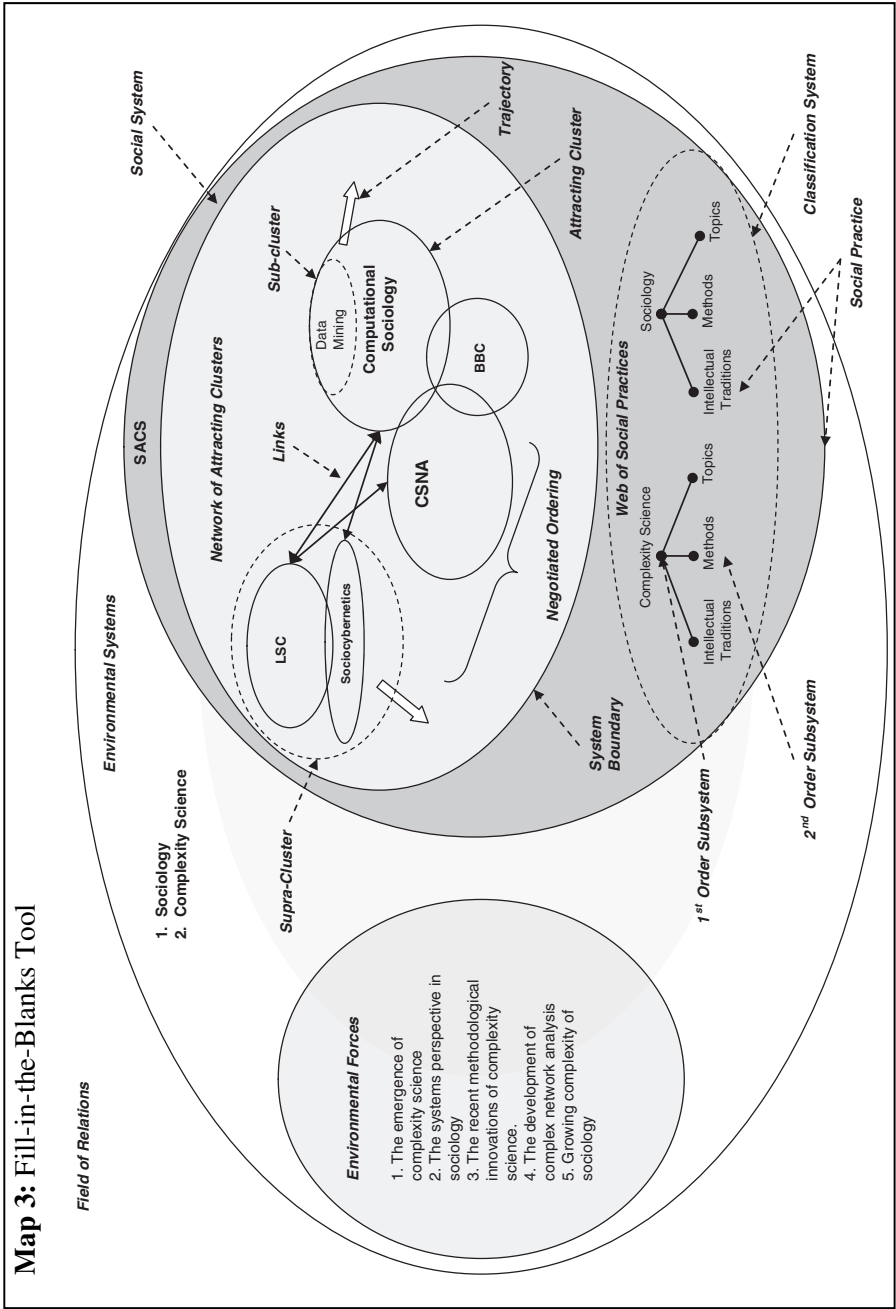 Map 3: Fill-in-the-Blanks Tool
Field of Relations
Environmental Systems
1. Sociology
2. Complexity Science
Environmental Forces
1. The emergence of
complexity science
2. The systems perspective in
sociology
3. The recent methodological
innovations of complexity
science.
4. The development of
complex network analysis
5. Growing complexity of
sociology
Supra-Cluster
SACS
Social System
Network of Attracting Clusters
Links
Sub-cluster
Trajectory
LSC
Sociocybernetics
CSNA
BBC
Data
Mining
Computational
Sociology
Attracting Cluster
Negotiated Ordering
System
Boundary
Web of Social Practices
Complexity Science
Intellectual
Traditions
Methods
Topics
Sociology
Intellectual
Traditions
Methods
Topics
1st Order Subsystem
2nd Order Subsystem
Social Practice
Classification System